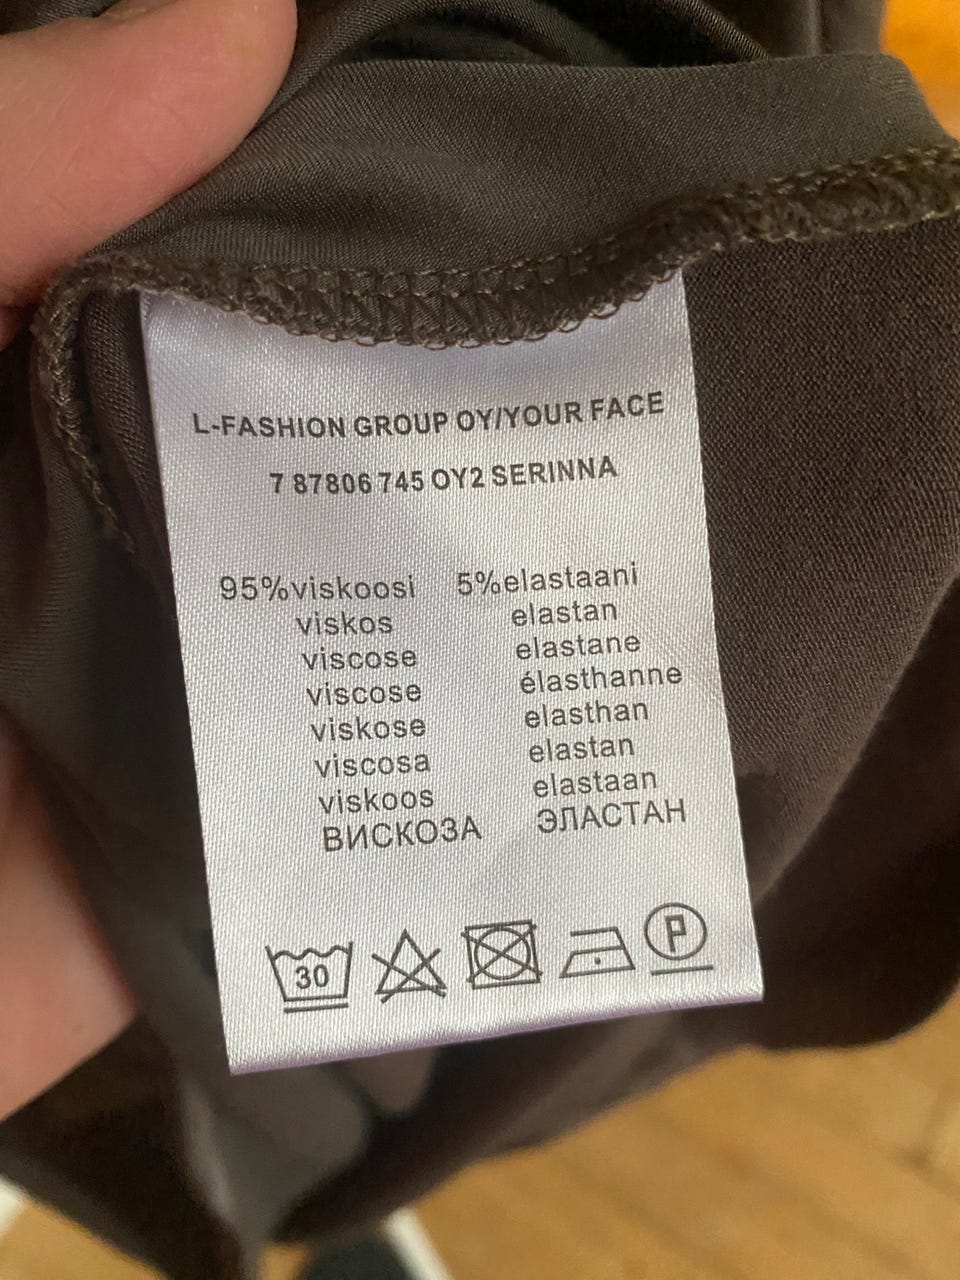 L-FASHION GROUP OY/YOUR FACE
7 87806 745 OY2 SERINNA
95%viskoosi 5%elastaani
viskos elastan
viscose elastane
viscose élasthanne
viskose elasthan
viscosa elastan
viskoos elastaan
ВИСКОЗА ЭЛАСТАН
30 P